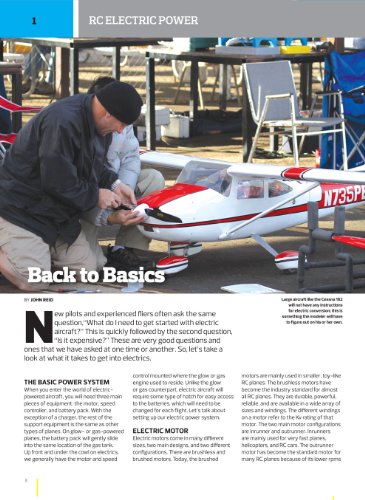 1
RC ELECTRIC POWER
N735PE
Back to Basics
BY JOHN REID
Large aircraft like the Cessna 182
will not have any instructions
for electric conversion; this is
something the modeler will have
to figure out on his or her own.
New pilots and experienced fliers often ask the same
question, "What do I need to get started with electric
aircraft?" This is quickly followed by the second question,
"Is it expensive?" These are very good questions and
ones that we have asked at one time or another. So, let's take a
look at what it takes to get into electrics.
THE BASIC POWER SYSTEM
When you enter the world of electric-
powered aircraft, you will need three main
pieces of equipment: the motor, speed
controller, and battery pack. With the
exception of a charger, the rest of the
support equipment is the same as other
types of planes. On glow- or gas-powered
planes, the battery pack will gently slide
into the same location of the gas tank.
Up front and under the cowl on electrics,
we generally have the motor and speed
control mounted where the glow or gas
engine used to reside. Unlike the glow
or gas counter part, electric aircraft will
require some type of hatch for easy access
to the batteries, which will need to be
changed for each flight. Let's talk about
setting up our electric power system.
ELECTRIC MOTOR
Electric motors come in many different
sizes, two main designs, and two different
configurations. There are brushless and
brushed motors. Today, the brushed
motors are mainly used in smaller, toy-like
RC planes. The brushless motors have
become the industry standard for almost
all RC planes. They are durable, powerful,
reliable, and are available in a wide array of
sizes and windings. The different windings
on a motor refer to the Kv rating of that
motor. The two main motor configurations
are inrunner and outrunner. Inrunners
are mainly used for very fast planes,
helicopters, and RC cars. The outrunner
motor has become the standard motor for
many RC planes because of its lower rpms